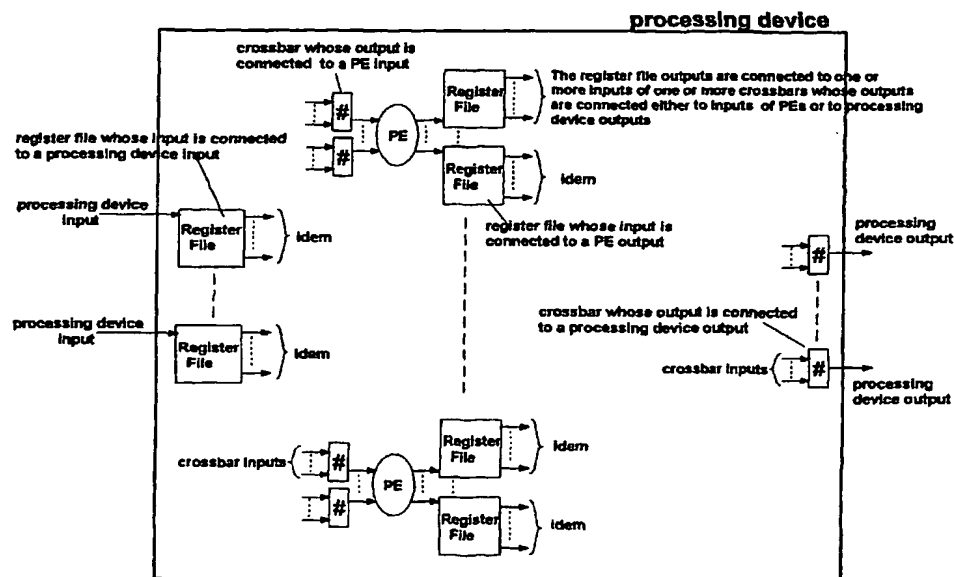 processing device
crossbar whose output is
connected to a PE input
Register
File
The register file outputs are connected to one or
more inputs of one or more crossbars whose outputs
are connected either to inputs of PEs or to processing
device outputs
#
PE
#
register file whose input is connected
to a processing device input
Register
File
idem
processing device
input
Register
File
idem
register file whose input is
connected to a PE output
processing
device output
#
processing device
input
Register
File
idem
crossbar whose output is connected
to a processing device output
crossbar inputs
#
processing
device output
Register
File
idem
crossbar inputs
#
PE
#
Register
File
idem